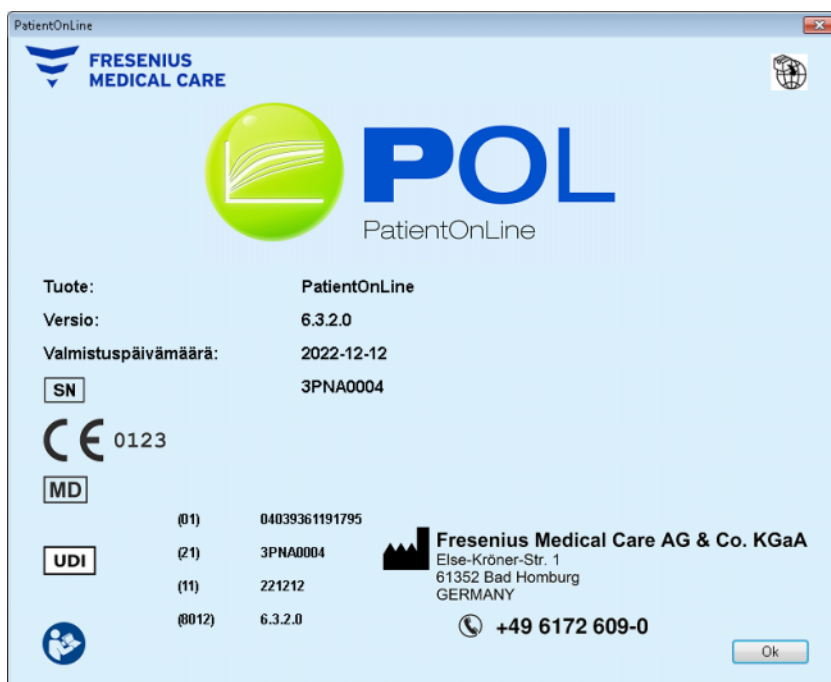 PatientOnLine
FRESENIUS
MEDICAL CARE
POL
PatientOnLine
Tuote: PatientOnLine
Versio: 6.3.2.0
Valmistuspäivämäärä: 2022-12-12
SN 3PNA0004
CE 0123
MD
(01) 04039361191795
UDI (21) 3PNA0004
(11) 221212
(8012) 6.3.2.0
Fresenius Medical Care AG & Co. KGaA
Else-Kröner-Str. 1
61352 Bad Homburg
GERMANY
+49 6172 609-0
Ok